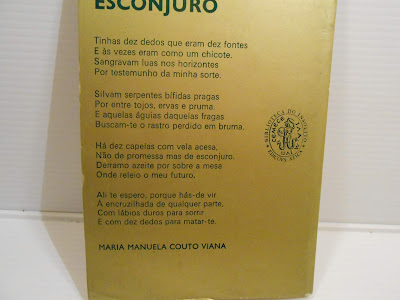 ESCONJURO
Tinhas dez dedos que eram dez fontes
E às vezes eram como um chicote.
Sangravam luas nos horizontes
Por testemunho da minha sorte.
Silvam serpentes bífidas pragas
Por entre tojos, ervas e pruma.
E aquelas águias daquelas fragas
Buscam-te o rastro perdido em bruma.
Há dez capelas com vela acesa,
Não de promessa mas de esconjuro.
Derramo azeite por sobre a mesa
Onde releio o meu futuro.
Ali te espero, porque hás-de vir
À encruzilhada de qualquer parte,
Com lábios duros para sorrir
E com dez dedos para matar-te.
MARIA MANUELA COUTO VIANA